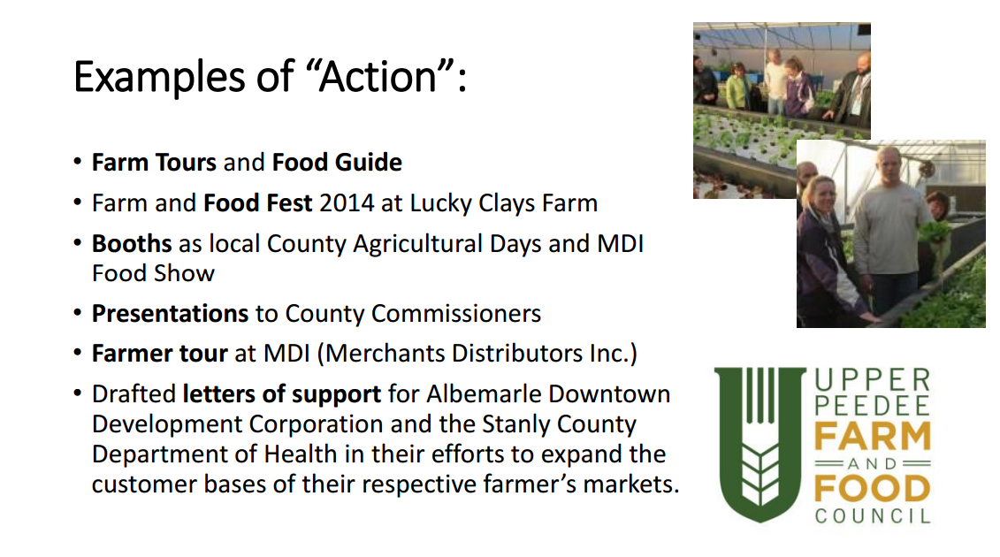 Examples of “Action”:
• Farm Tours and Food Guide
• Farm and Food Fest 2014 at Lucky Clays Farm
• Booths as local County Agricultural Days and MDI
Food Show
• Presentations to County Commissioners
• Farmer tour at MDI (Merchants Distributors Inc.)
• Drafted letters of support for Albemarle Downtown
Development Corporation and the Stanly County
Department of Health in their efforts to expand the
customer bases of their respective farmer’s markets.
UPPER
PEEDEE
FARM
AND
FOOD
COUNCIL